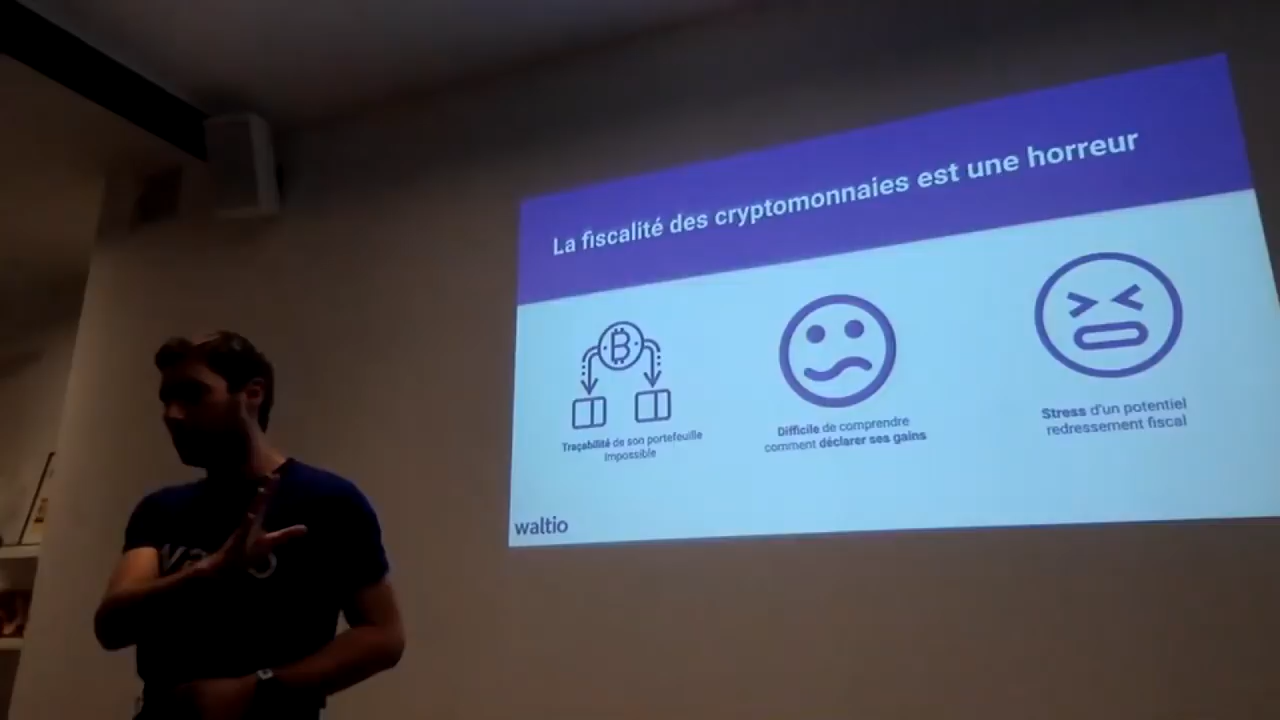 La fiscalité des cryptomonnaies est une horreur
Traçabilité de son portefeuille
Impossible
Difficile de comprendre
comment déclarer ses gains
Stress d'un potentiel
redressement fiscal
waltio